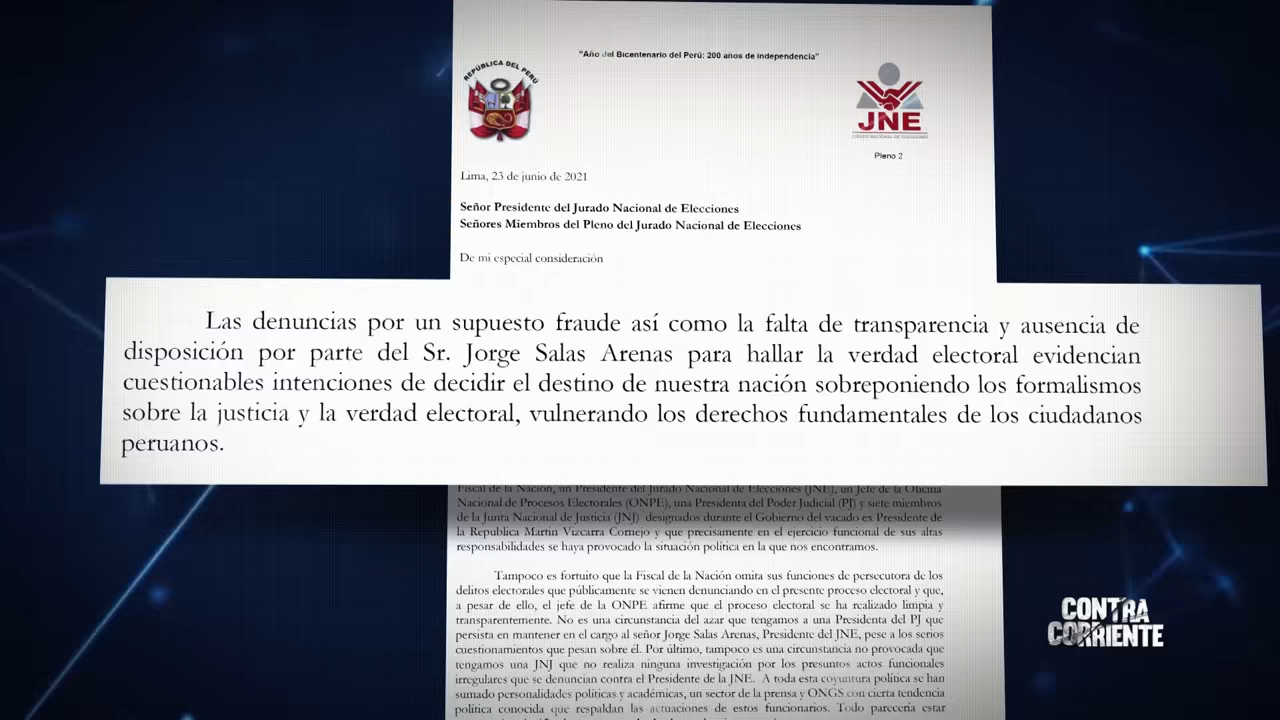 "Año del Bicentenario del Perú: 200 años de independencia"
REPÚBLICA DEL PERÚ
JNE
JURADO NACIONAL DE ELECCIONES
Pleno 2
Lima, 23 de junio de 2021
Señor Presidente del Jurado Nacional de Elecciones
Señores Miembros del Pleno del Jurado Nacional de Elecciones
De mi especial consideración
Las denuncias por un supuesto fraude así como la falta de transparencia y ausencia de
disposición por parte del Sr. Jorge Salas Arenas para hallar la verdad electoral evidencian
cuestionables intenciones de decidir el destino de nuestra nación sobreponiendo los formalismos
sobre la justicia y la verdad electoral, vulnerando los derechos fundamentales de los ciudadanos
peruanos.
Fiscal de la Nación, un Presidente del Jurado Nacional de Elecciones (JNE), un Jefe de la Oficina
Nacional de Procesos Electorales (ONPE), una Presidenta del Poder Judicial (PJ) y siete miembros
de la Junta Nacional de Justicia (JNJ) designados durante el Gobierno del vacado ex Presidente de
la Republica Martin Vizcarra Cornejo y que precisamente en el ejercicio funcional de sus altas
responsabilidades se haya provocado la situación política en la que nos encontramos.
Tampoco es fortuito que la Fiscal de la Nación omita sus funciones de persecutora de los
delitos electorales que públicamente se vienen denunciando en el presente proceso electoral y que,
a pesar de ello, el jefe de la ONPE afirme que el proceso electoral se ha realizado limpia y
transparentemente. No es una circunstancia del azar que tengamos a una Presidenta del PJ que
persista en mantener en el cargo al señor Jorge Salas Arenas, Presidente del JNE, pese a los serios
cuestionamientos que pesan sobre él. Por último, tampoco es una circunstancia no provocada que
tengamos una JNJ que no realiza ninguna investigación por los presuntos actos funcionales
irregulares que se denuncian contra el Presidente de la JNE. A toda esta coyuntura política se han
sumado personalidades políticas y académicas, un sector de la prensa y ONGS con cierta tendencia
política conocida que respaldan las actuaciones de estos funcionarios. Todo parecería estar
CONTRA
CORRIENTE